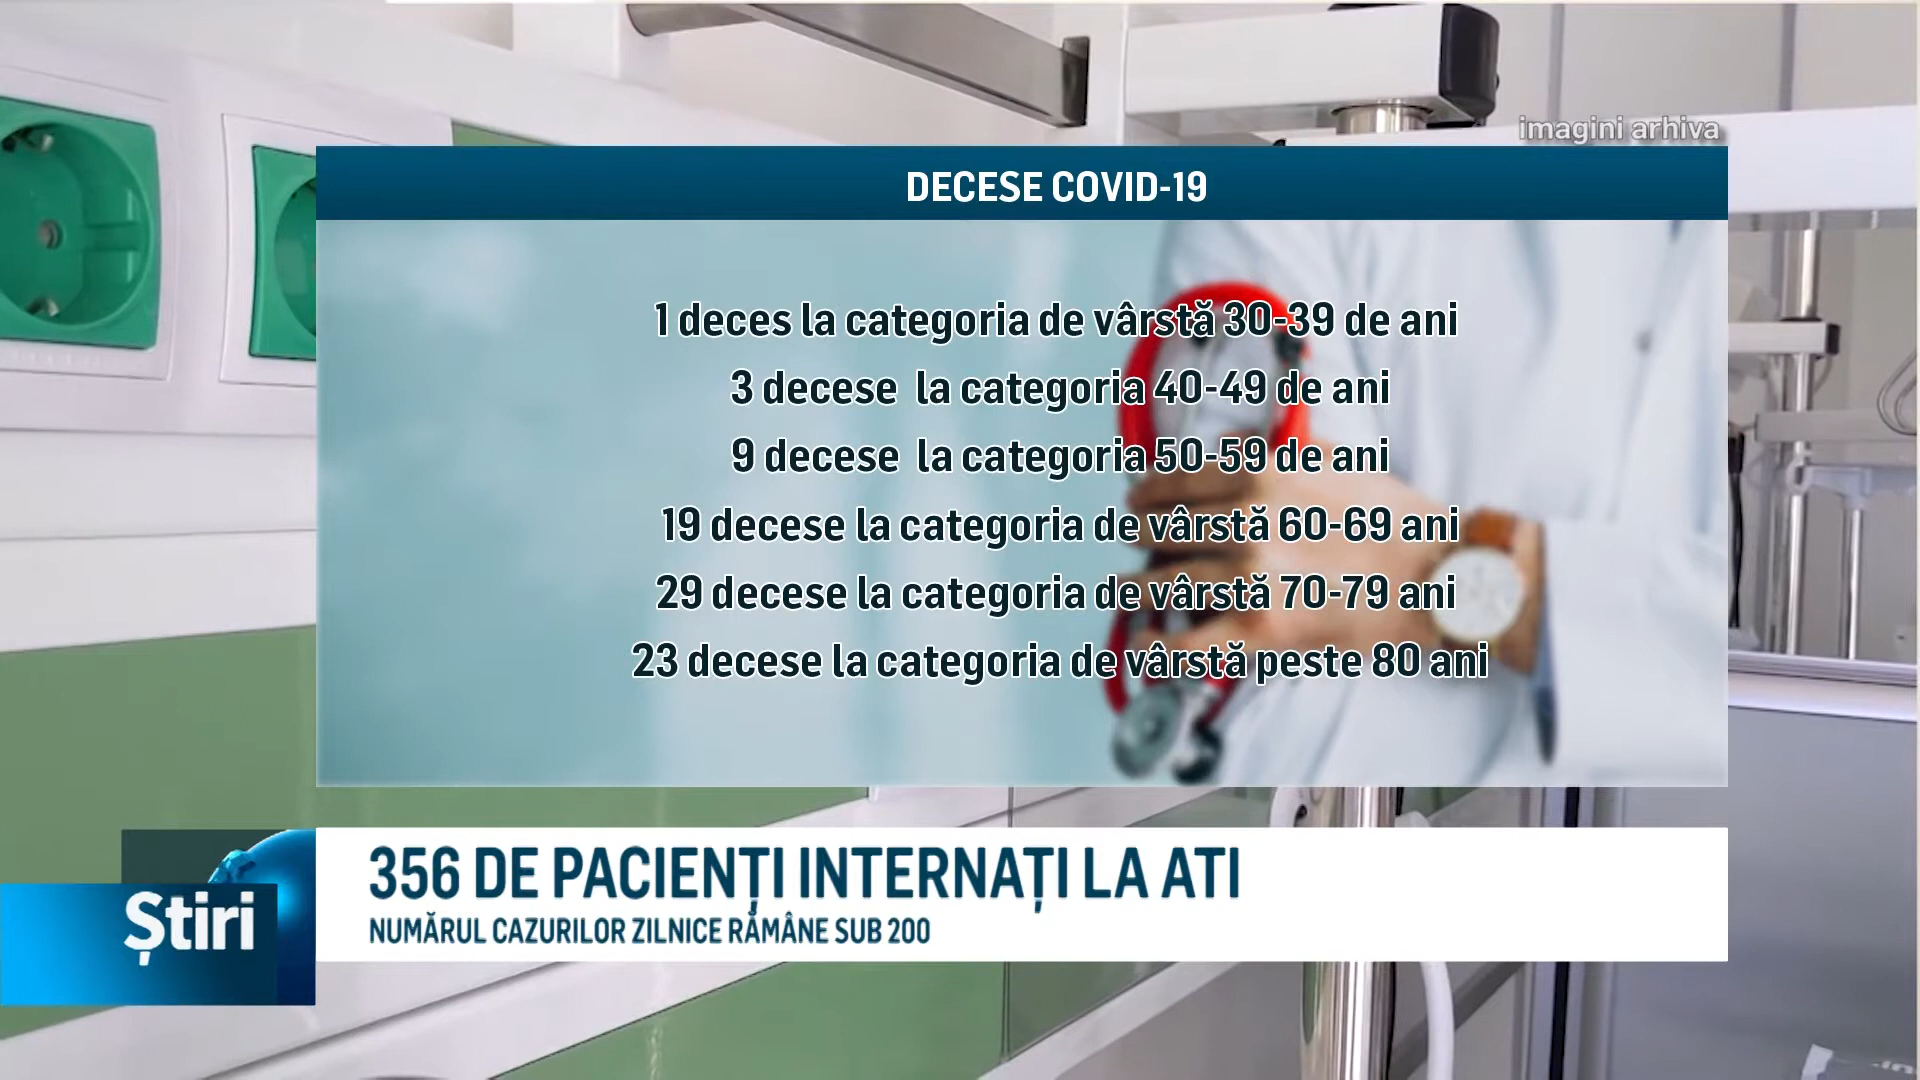 imagini arhiva
DECESE COVID-19
1 deces la categoria de vârstă 30-39 de ani
3 decese la categoria 40-49 de ani
9 decese la categoria 50-59 de ani
19 decese la categoria de vârstă 60-69 ani
29 decese la categoria de vârstă 70-79 ani
23 decese la categoria de vârstă peste 80 ani
356 DE PACIENȚI INTERNAȚI LA ATI
NUMĂRUL CAZURILOR ZILNICE RĂMÂNE SUB 200
Știri